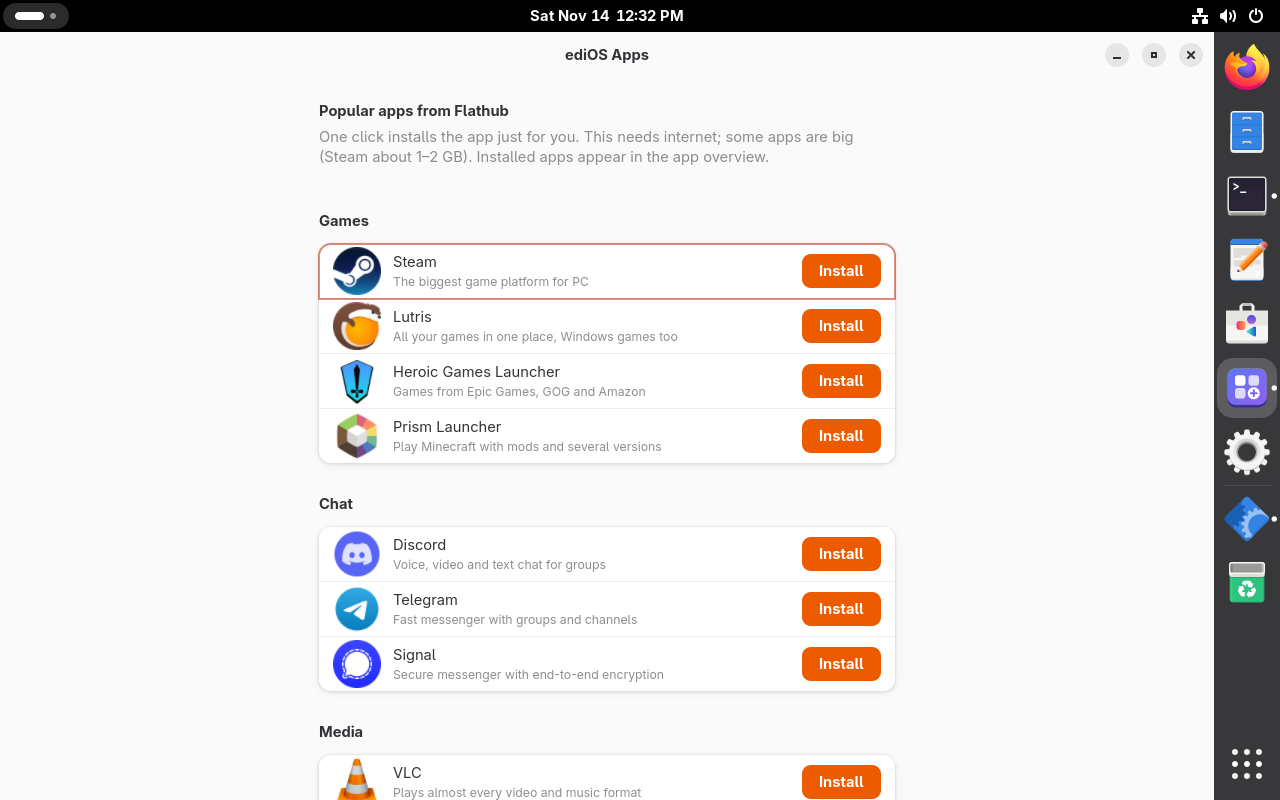 Sat Nov 14 12:32 PM
ediOS Apps
Popular apps from Flathub
One click installs the app just for you. This needs internet; some apps are big
(Steam about 1–2 GB). Installed apps appear in the app overview.
Games
Steam
Install
The biggest game platform for PC
Lutris
Install
All your games in one place, Windows games too
Heroic Games Launcher
Install
Games from Epic Games, GOG and Amazon
Prism Launcher
Install
Play Minecraft with mods and several versions
Chat
Discord
Install
Voice, video and text chat for groups
Telegram
Install
Fast messenger with groups and channels
Signal
Install
Secure messenger with end-to-end encryption
Media
VLC
Install
Plays almost every video and music format